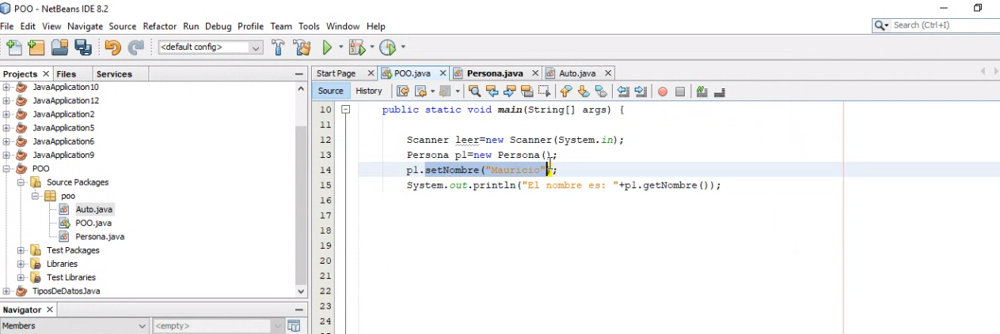 POO - NetBeans IDE 8.2
File Edit View Navigate Source Refactor Run Debug Profile Team Tools Window Help
Search (Ctrl+I)
<default config>
Projects Files Services
Start Page POO.java Persona.java Auto.java
Source History
JavaApplication10
JavaApplication12
JavaApplication2
JavaApplication5
JavaApplication6
JavaApplication9
POO
Source Packages
poo
Auto.java
POO.java
Persona.java
Test Packages
Libraries
Test Libraries
TiposDeDatosJava
Navigator
Members <empty>
10 public static void main(String[] args) {
11
12 Scanner leer=new Scanner(System.in);
13 Persona p1=new Persona();
14 p1.setNombre("Mauricio");
15 System.out.println("El nombre es: "+p1.getNombre());
16
17
18
19
20
21
22
23
24